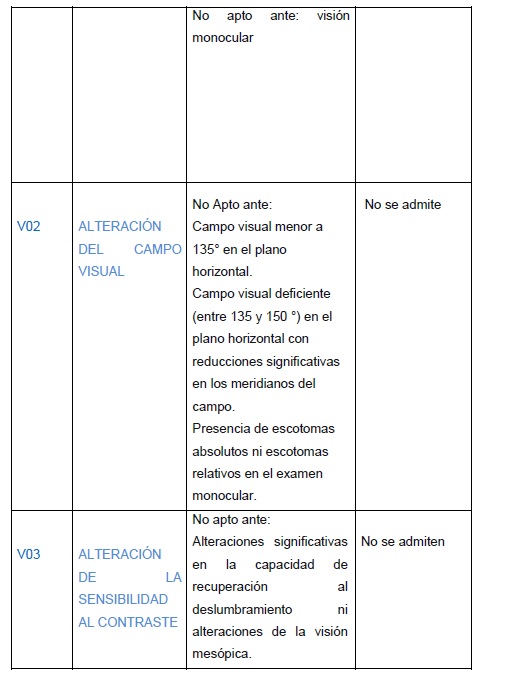 No apto ante: visión
monocular
V02
ALTERACIÓN
DEL CAMPO
VISUAL
No Apto ante:
Campo visual menor a
135° en el plano
horizontal.
Campo visual deficiente
(entre 135 y 150 °) en el
plano horizontal con
reducciones significativas
en los meridianos del
campo.
Presencia de escotomas
absolutos ni escotomas
relativos en el examen
monocular.
No se admite
V03
ALTERACIÓN
DE LA
SENSIBILIDAD
AL CONTRASTE
No apto ante:
Alteraciones significativas
en la capacidad de
recuperación al
deslumbramiento ni
alteraciones de la visión
mesópica.
No se admiten